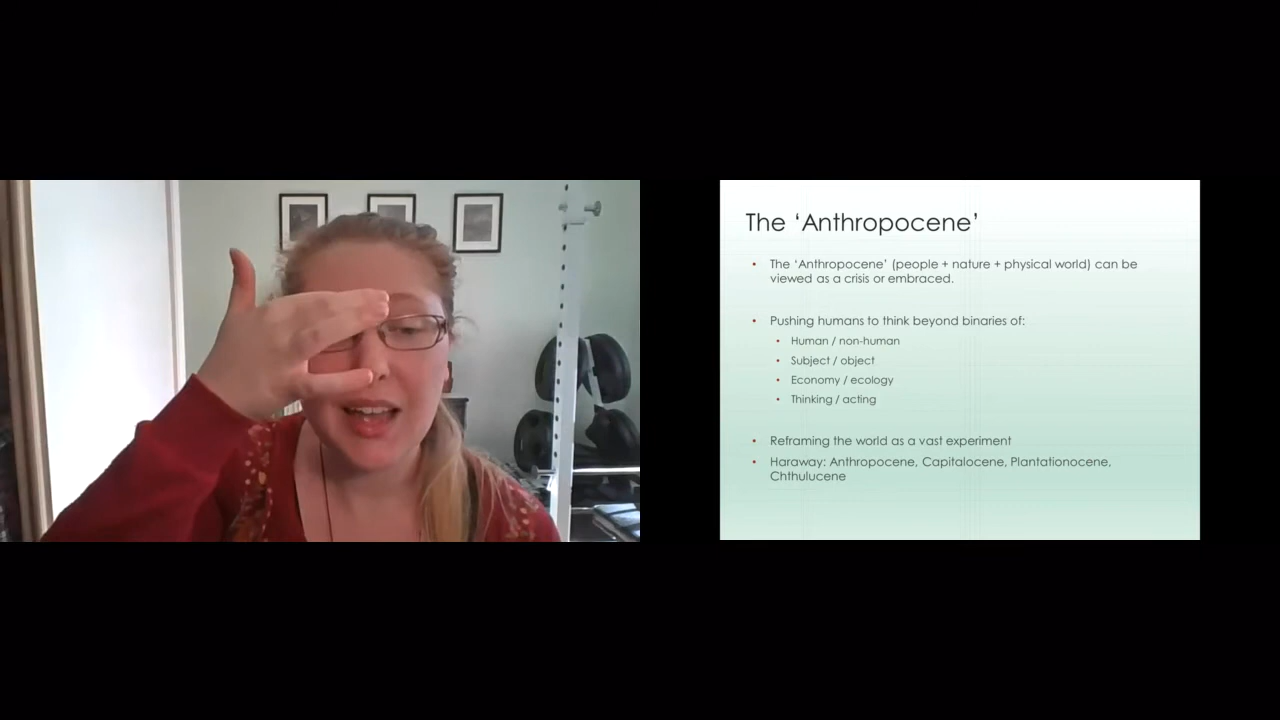 The ‘Anthropocene’
• The ‘Anthropocene’ (people + nature + physical world) can be
viewed as a crisis or embraced.
• Pushing humans to think beyond binaries of:
• Human / non-human
• Subject / object
• Economy / ecology
• Thinking / acting
• Reframing the world as a vast experiment
• Haraway: Anthropocene, Capitalocene, Plantationocene,
Chthulucene